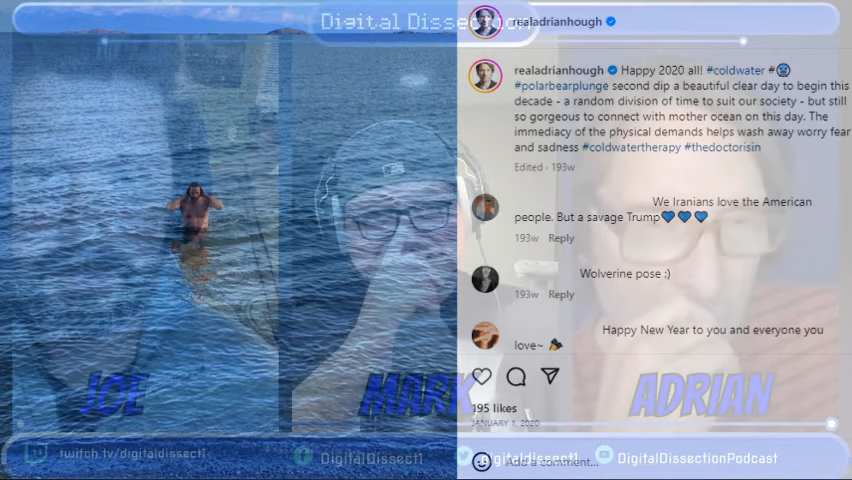 Digital Dissection
realadrianhough
realadrianhough Happy 2020 all! #coldwater #🥶
#polarbearplunge second dip a beautiful clear day to begin this
decade - a random division of time to suit our society - but still
so gorgeous to connect with mother ocean on this day. The
immediacy of the physical demands helps wash away worry fear
and sadness #coldwatertherapy #thedoctorisin
Edited · 193w
We Iranians love the American
people. But a savage Trump💙💙💙
193w Reply
Wolverine pose :)
193w Reply
Happy New Year to you and everyone you
love~
JOE
MARK
ADRIAN
195 likes
JANUARY 1, 2020
Add a comment...
twitch.tv/digitaldissect1
DigitalDissect1
digitaldissect1
DigitalDissectionPodcast